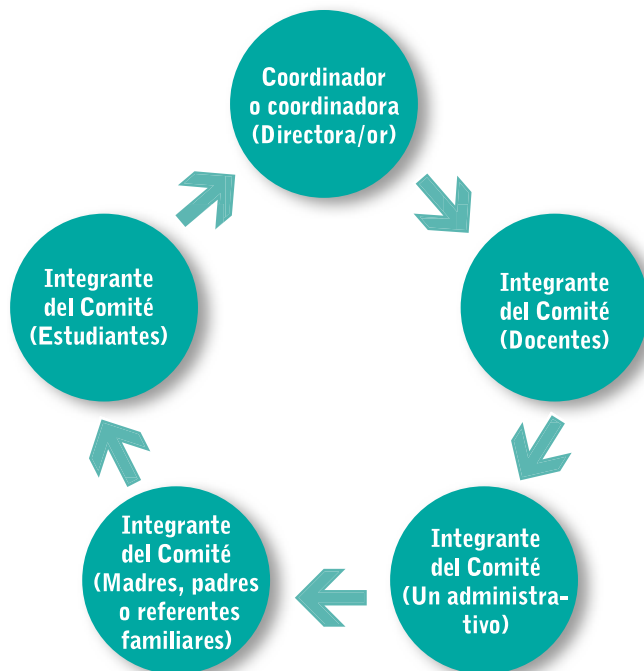 Coordinador
o coordinadora
(Directora/or)
Integrante
del Comité
(Docentes)
Integrante
del Comité
(Un administra-
tivo)
Integrante
del Comité
(Madres, padres
o referentes
familiares)
Integrante
del Comité
(Estudiantes)